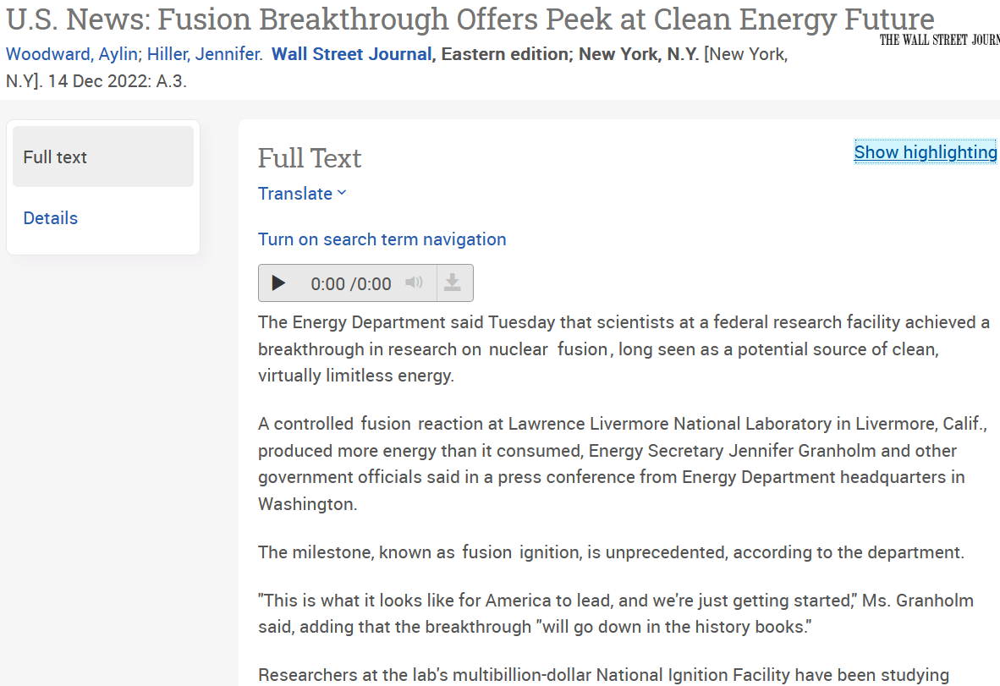 U.S. News: Fusion Breakthrough Offers Peek at Clean Energy Future
THE WALL STREET JOURN
Woodward, Aylin; Hiller, Jennifer. Wall Street Journal, Eastern edition; New York, N.Y. [New York,
N.Y]. 14 Dec 2022: A.3.
Full text
Details
Full Text
Show highlighting
Translate
Turn on search term navigation
0:00 /0:00
The Energy Department said Tuesday that scientists at a federal research facility achieved a
breakthrough in research on nuclear fusion, long seen as a potential source of clean,
virtually limitless energy.
A controlled fusion reaction at Lawrence Livermore National Laboratory in Livermore, Calif.,
produced more energy than it consumed, Energy Secretary Jennifer Granholm and other
government officials said in a press conference from Energy Department headquarters in
Washington.
The milestone, known as fusion ignition, is unprecedented, according to the department.
"This is what it looks like for America to lead, and we're just getting started," Ms. Granholm
said, adding that the breakthrough "will go down in the history books."
Researchers at the lab's multibillion-dollar National Ignition Facility have been studying